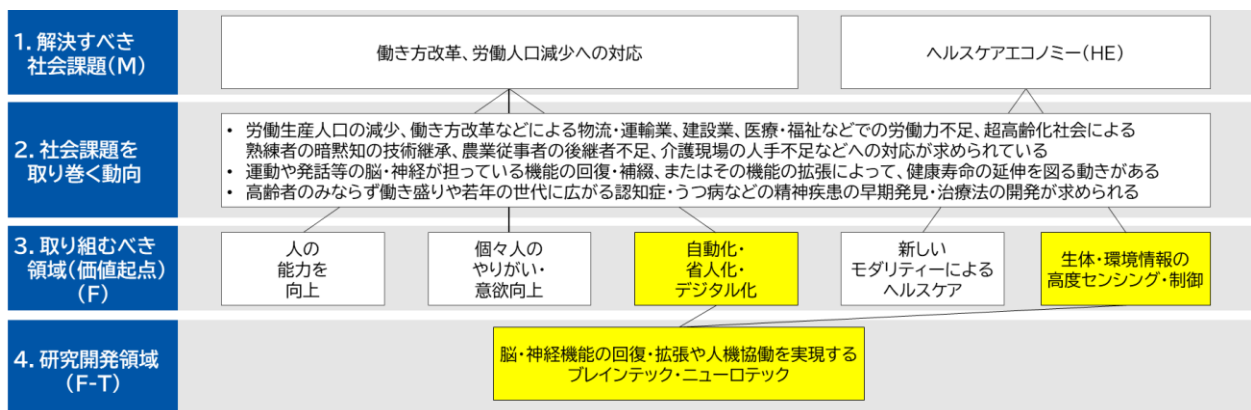 1. 解決すべき
社会課題(M)
働き方改革、労働人口減少への対応
ヘルスケアエコノミー(HE)
2. 社会課題を
取り巻く動向
• 労働生産人口の減少、働き方改革などによる物流・運輸業、建設業、医療・福祉などでの労働力不足、超高齢化社会による
熟練者の暗黙知の技術継承、農業従事者の後継者不足、介護現場の人手不足などへの対応が求められている
• 運動や発話等の脳・神経が担っている機能の回復・補綴、またはその機能の拡張によって、健康寿命の延伸を図る動きがある
• 高齢者のみならず働き盛りや若年の世代に広がる認知症・うつ病などの精神疾患の早期発見・治療法の開発が求められる
3. 取り組むべき
領域(価値起点)
(F)
人の
能力を
向上
個々人の
やりがい・
意欲向上
自動化・
省人化・
デジタル化
新しい
モダリティーによる
ヘルスケア
生体・環境情報の
高度センシング・制御
4. 研究開発領域
(F-T)
脳・神経機能の回復・拡張や人機協働を実現する
ブレインテック・ニューロテック